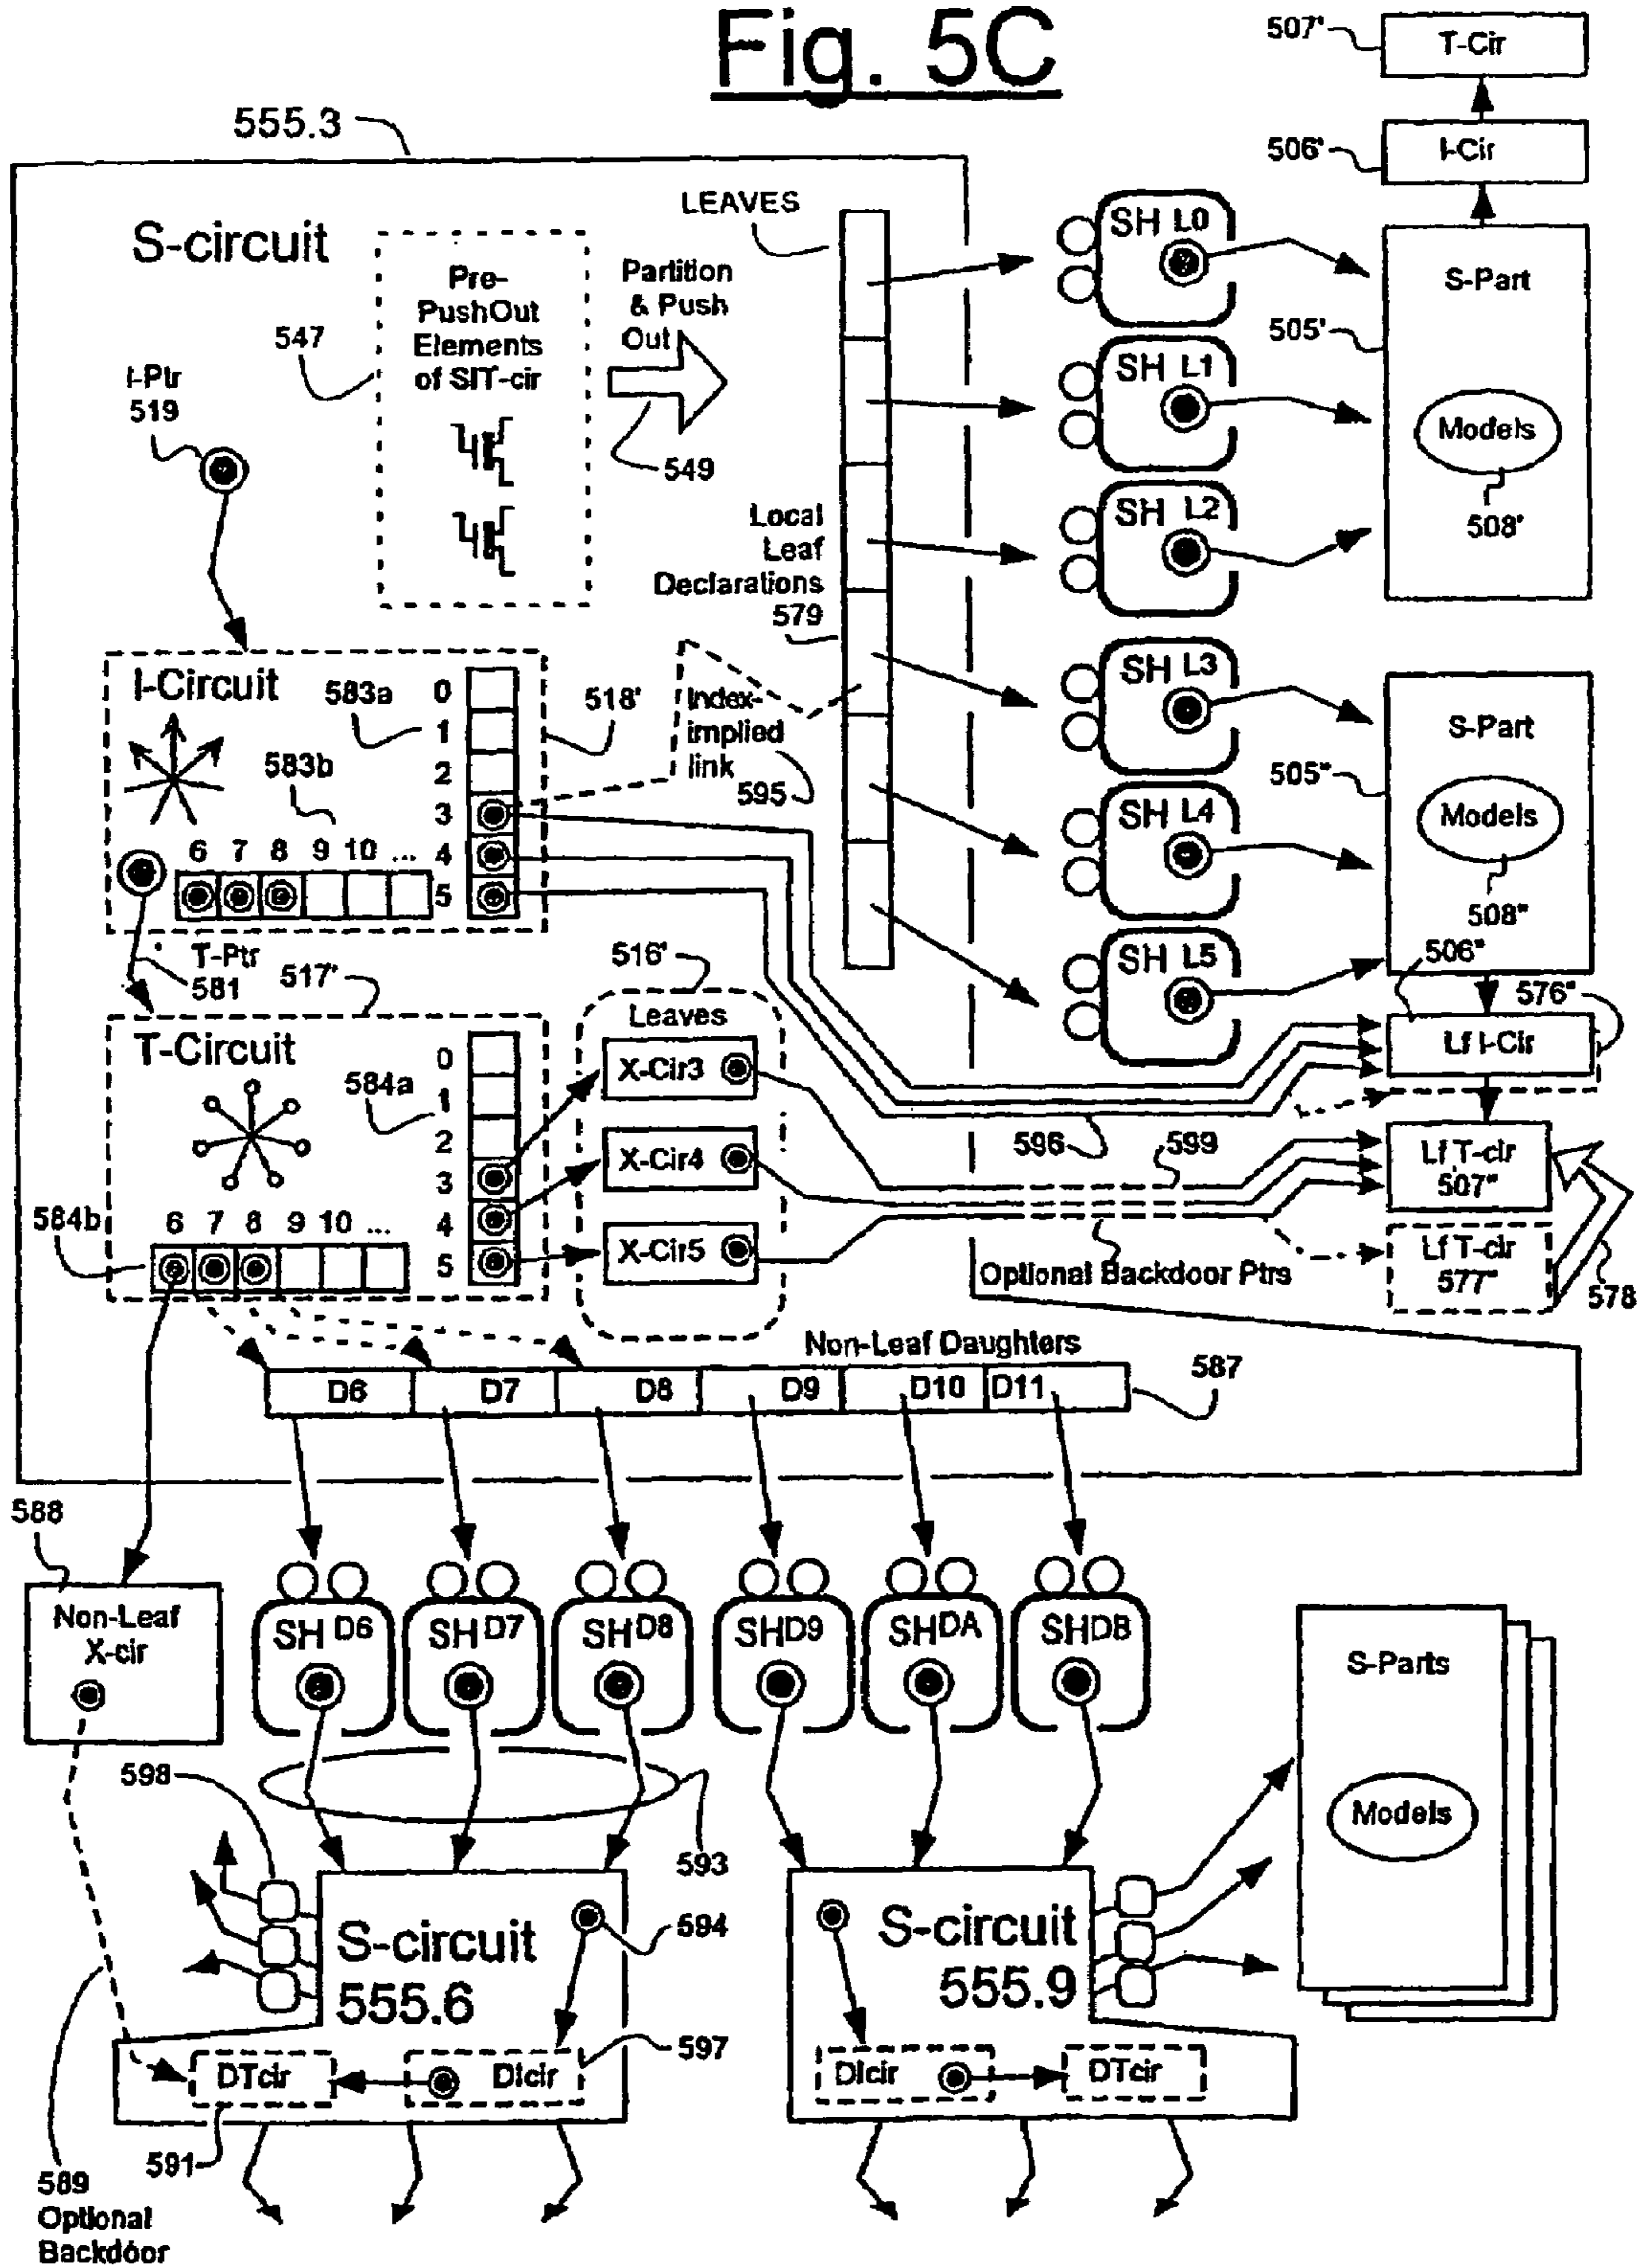 Fig. 5C
507'
T-Cir
555.3
506'
I-Cir
LEAVES
S-circuit
Pre-
PushOut
Elements
of SIT-cir
Partition
& Push
Out
547
549
I-Ptr
519
SH L0
SH L1
SH L2
SH L3
SH L4
SH L5
S-Part
505'
Models
508'
Local
Leaf
Declarations
579
I-Circuit
583a
0
1
2
3
4
5
518'
583b
6 7 8 9 10 ...
Index-
implied
link
595
S-Part
505"
Models
508"
506"
576"
T-Ptr
581
517'
516'
Lf I-Cir
T-Circuit
584a
0
1
2
3
4
5
584b
6 7 8 9 10 ...
Leaves
X-Cir3
X-Cir4
X-Cir5
596
599
Lf T-cir
507"
Lf T-cir
577"
578
Optional Backdoor Ptrs
Non-Leaf Daughters
587
D6 D7 D8 D9 D10 D11
588
Non-Leaf
X-cir
SH D6
SH D7
SH D8
SH D9
SH DA
SH DB
S-Parts
Models
598
593
S-circuit
555.6
594
S-circuit
555.9
597
DTcir
DIcir
DIcir
DTcir
591
589
Optional
Backdoor